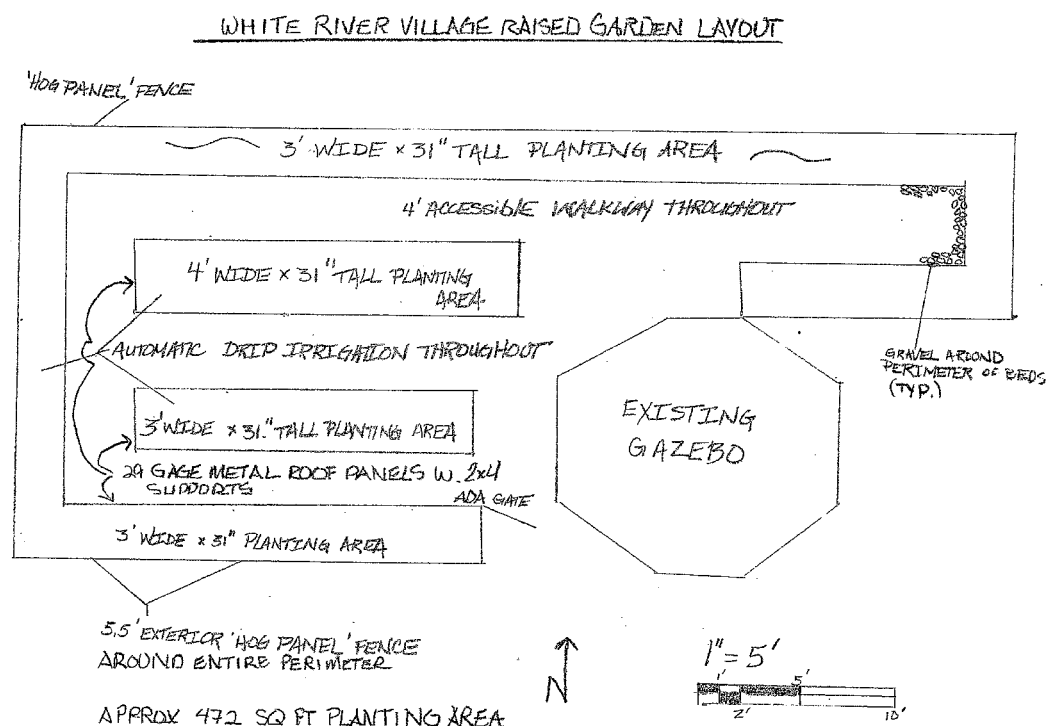 WHITE RIVER VILLAGE RAISED GARDEN LAYOUT
'HOG PANEL' FENCE
3' WIDE × 31" TALL PLANTING AREA
4' ACCESSIBLE WALKWAY THROUGHOUT
4' WIDE × 31" TALL PLANTING
AREA
AUTOMATIC DRIP IRRIGATION THROUGHOUT
GRAVEL AROUND
PERIMETER OF BEDS
(TYP.)
EXISTING
GAZEBO
3' WIDE × 31" TALL PLANTING AREA
29 GAGE METAL ROOF PANELS W. 2x4
SUPPORTS
ADA GATE
3' WIDE × 31" PLANTING AREA
5.5' EXTERIOR 'HOG PANEL' FENCE
AROUND ENTIRE PERIMETER
N
1" = 5'
1' 5'
2' 10'
APPROX 472 SQ FT PLANTING AREA